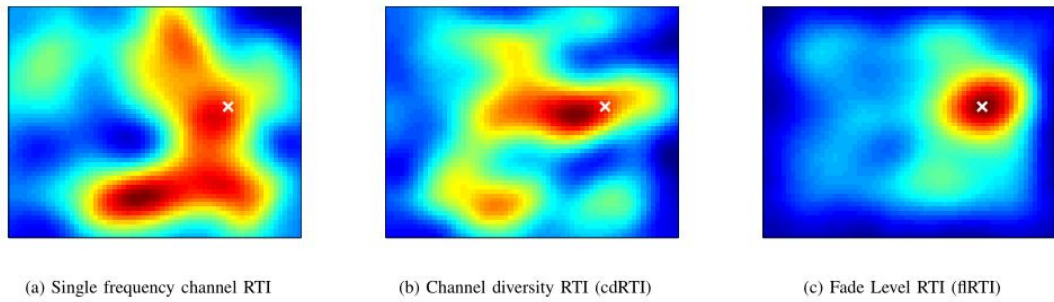 (a) Single frequency channel RTI
(b) Channel diversity RTI (cdRTI)
(c) Fade Level RTI (flRTI)